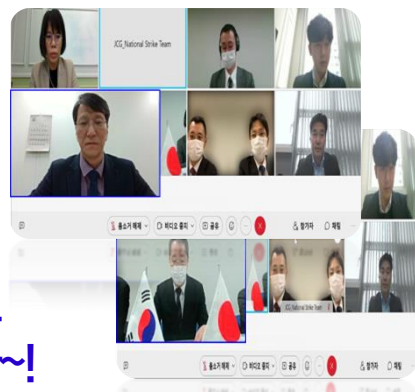 JCG_National Strike Team
음소거 해제
비디오 중지
공유
참가자
채팅
JCG National Strike Team
~!
음소거 해제
비디오 중지
공유
참가자
채팅